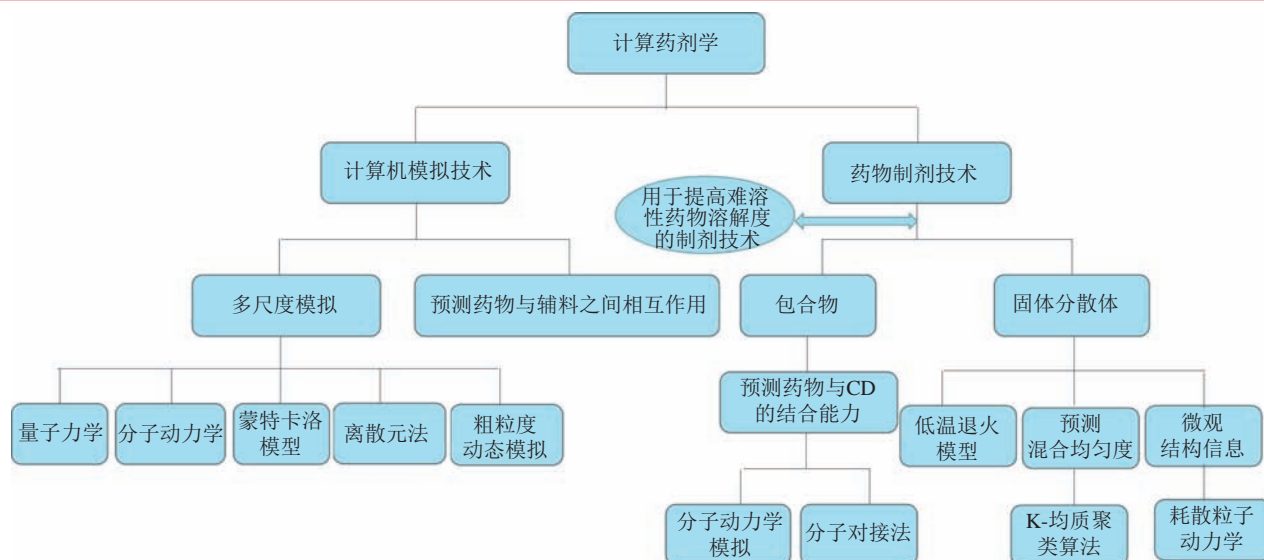 计算药剂学
计算机模拟技术
药物制剂技术
用于提高难溶
性药物溶解度
的制剂技术
多尺度模拟
预测药物与辅料之间相互作用
包合物
固体分散体
量子力学
分子动力学
蒙特卡洛
模型
离散元法
粗粒度
动态模拟
预测药物与CD
的结合能力
低温退火
模型
预测
混合均匀度
微观
结构信息
分子动力学
模拟
分子对接法
K-均质聚
类算法
耗散粒子
动力学